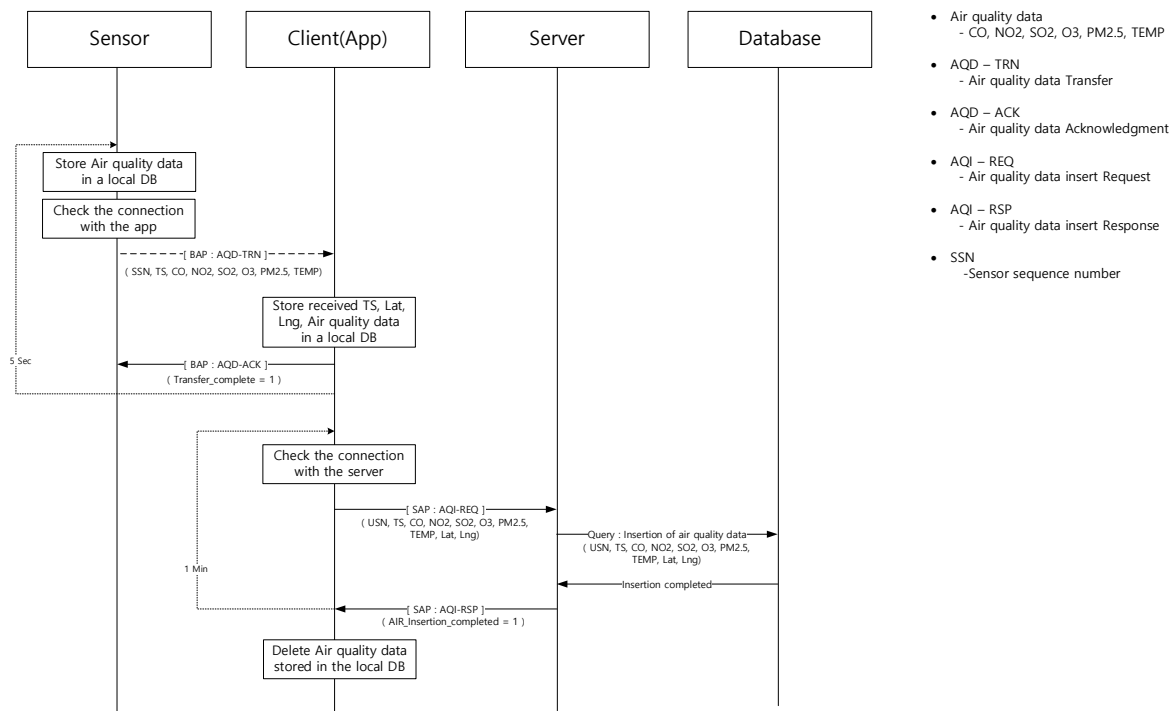 Sensor
Client(App)
Server
Database
Store Air quality data
in a local DB
Check the connection
with the app
[ BAP : AQD-TRN ]
( SSN, TS, CO, NO2, SO2, O3, PM2.5, TEMP)
Store received TS, Lat,
Lng, Air quality data
in a local DB
5 Sec
[ BAP : AQD-ACK ]
( Transfer_complete = 1 )
Check the connection
with the server
[ SAP : AQI-REQ ]
( USN, TS, CO, NO2, SO2, O3, PM2.5,
TEMP, Lat, Lng)
Query : Insertion of air quality data
( USN, TS, CO, NO2, SO2, O3, PM2.5,
TEMP, Lat, Lng)
1 Min
Insertion completed
[ SAP : AQI-RSP ]
( AIR_Insertion_completed = 1 )
Delete Air quality data
stored in the local DB
• Air quality data
- CO, NO2, SO2, O3, PM2.5, TEMP
• AQD – TRN
- Air quality data Transfer
• AQD – ACK
- Air quality data Acknowledgment
• AQI – REQ
- Air quality data insert Request
• AQI – RSP
- Air quality data insert Response
• SSN
-Sensor sequence number